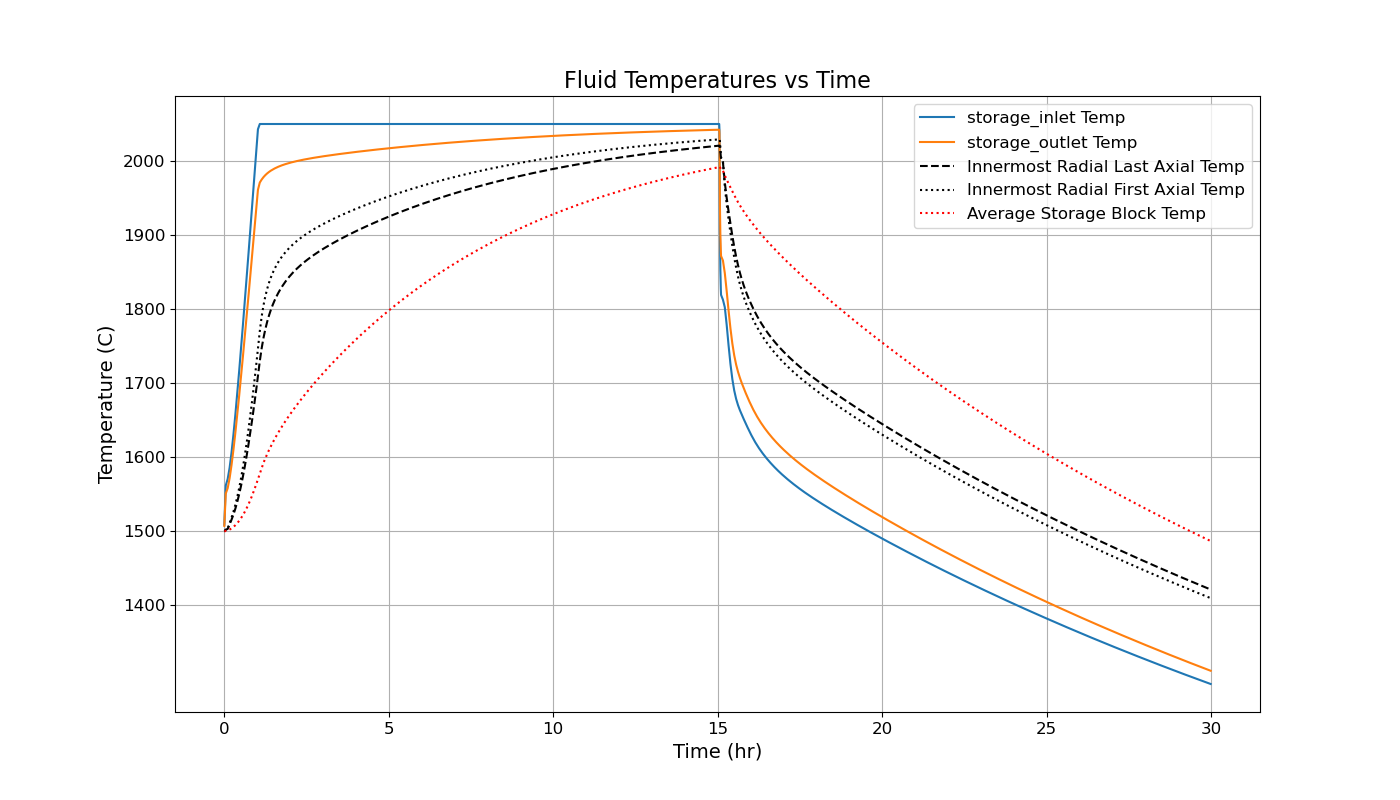 Fluid Temperatures vs Time
storage_inlet Temp
storage_outlet Temp
Innermost Radial Last Axial Temp
Innermost Radial First Axial Temp
Average Storage Block Temp
Temperature (C)
2000
1900
1800
1700
1600
1500
1400
0 5 10 15 20 25 30
Time (hr)